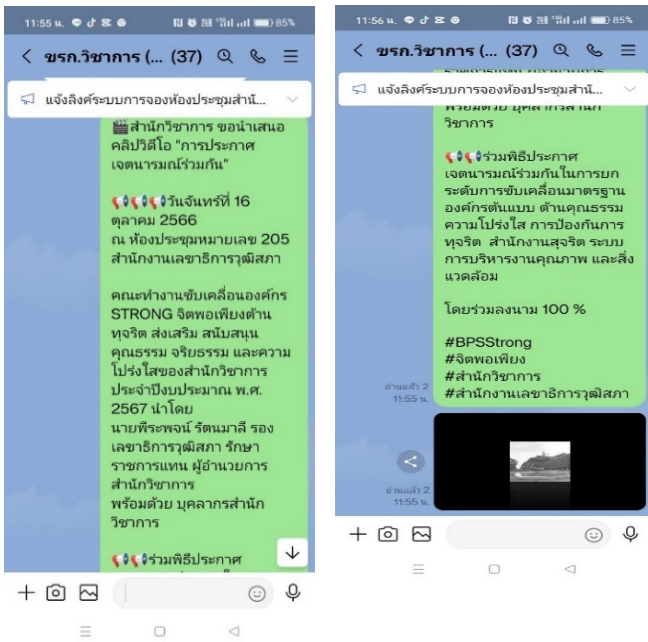 11:55 น.
85%
ขรก.วิชาการ (... (37)
แจ้งลิงค์ระบบการจองห้องประชุมสำนั...
🎬สำนักวิชาการ ขอนำเสนอ
คลิปวิดีโอ "การประกาศ
เจตนารมณ์ร่วมกัน"
📢📢📢วันจันทร์ที่ 16
ตุลาคม 2566
ณ ห้องประชุมหมายเลข 205
สำนักงานเลขาธิการวุฒิสภา
คณะทำงานขับเคลื่อนองค์กร
STRONG จิตพอเพียงต้าน
ทุจริต ส่งเสริม สนับสนุน
คุณธรรม จริยธรรม และความ
โปร่งใสของสำนักวิชาการ
ประจำปีงบประมาณ พ.ศ.
2567 นำโดย
นายพีระพจน์ รัตนมาลี รอง
เลขาธิการวุฒิสภา รักษา
ราชการแทน ผู้อำนวยการ
สำนักวิชาการ
พร้อมด้วย บุคลากรสำนัก
วิชาการ
📢📢ร่วมพิธีประกาศ
11:56 น.
85%
ขรก.วิชาการ (... (37)
แจ้งลิงค์ระบบการจองห้องประชุมสำนั...
พร้อมด้วย บุคลากรสำนัก
วิชาการ
📢📢ร่วมพิธีประกาศ
เจตนารมณ์ร่วมกันในการยก
ระดับการขับเคลื่อนมาตรฐาน
องค์กรต้นแบบ ด้านคุณธรรม
ความโปร่งใส การป้องกันการ
ทุจริต สำนักงานสุจริต ระบบ
การบริหารงานคุณภาพ และสิ่ง
แวดล้อม
โดยร่วมลงนาม 100 %
#BPSStrong
#จิตพอเพียง
#สำนักวิชาการ
#สำนักงานเลขาธิการวุฒิสภา
อ่านแล้ว 2
11:55 น.
อ่านแล้ว 2
11:55 น.